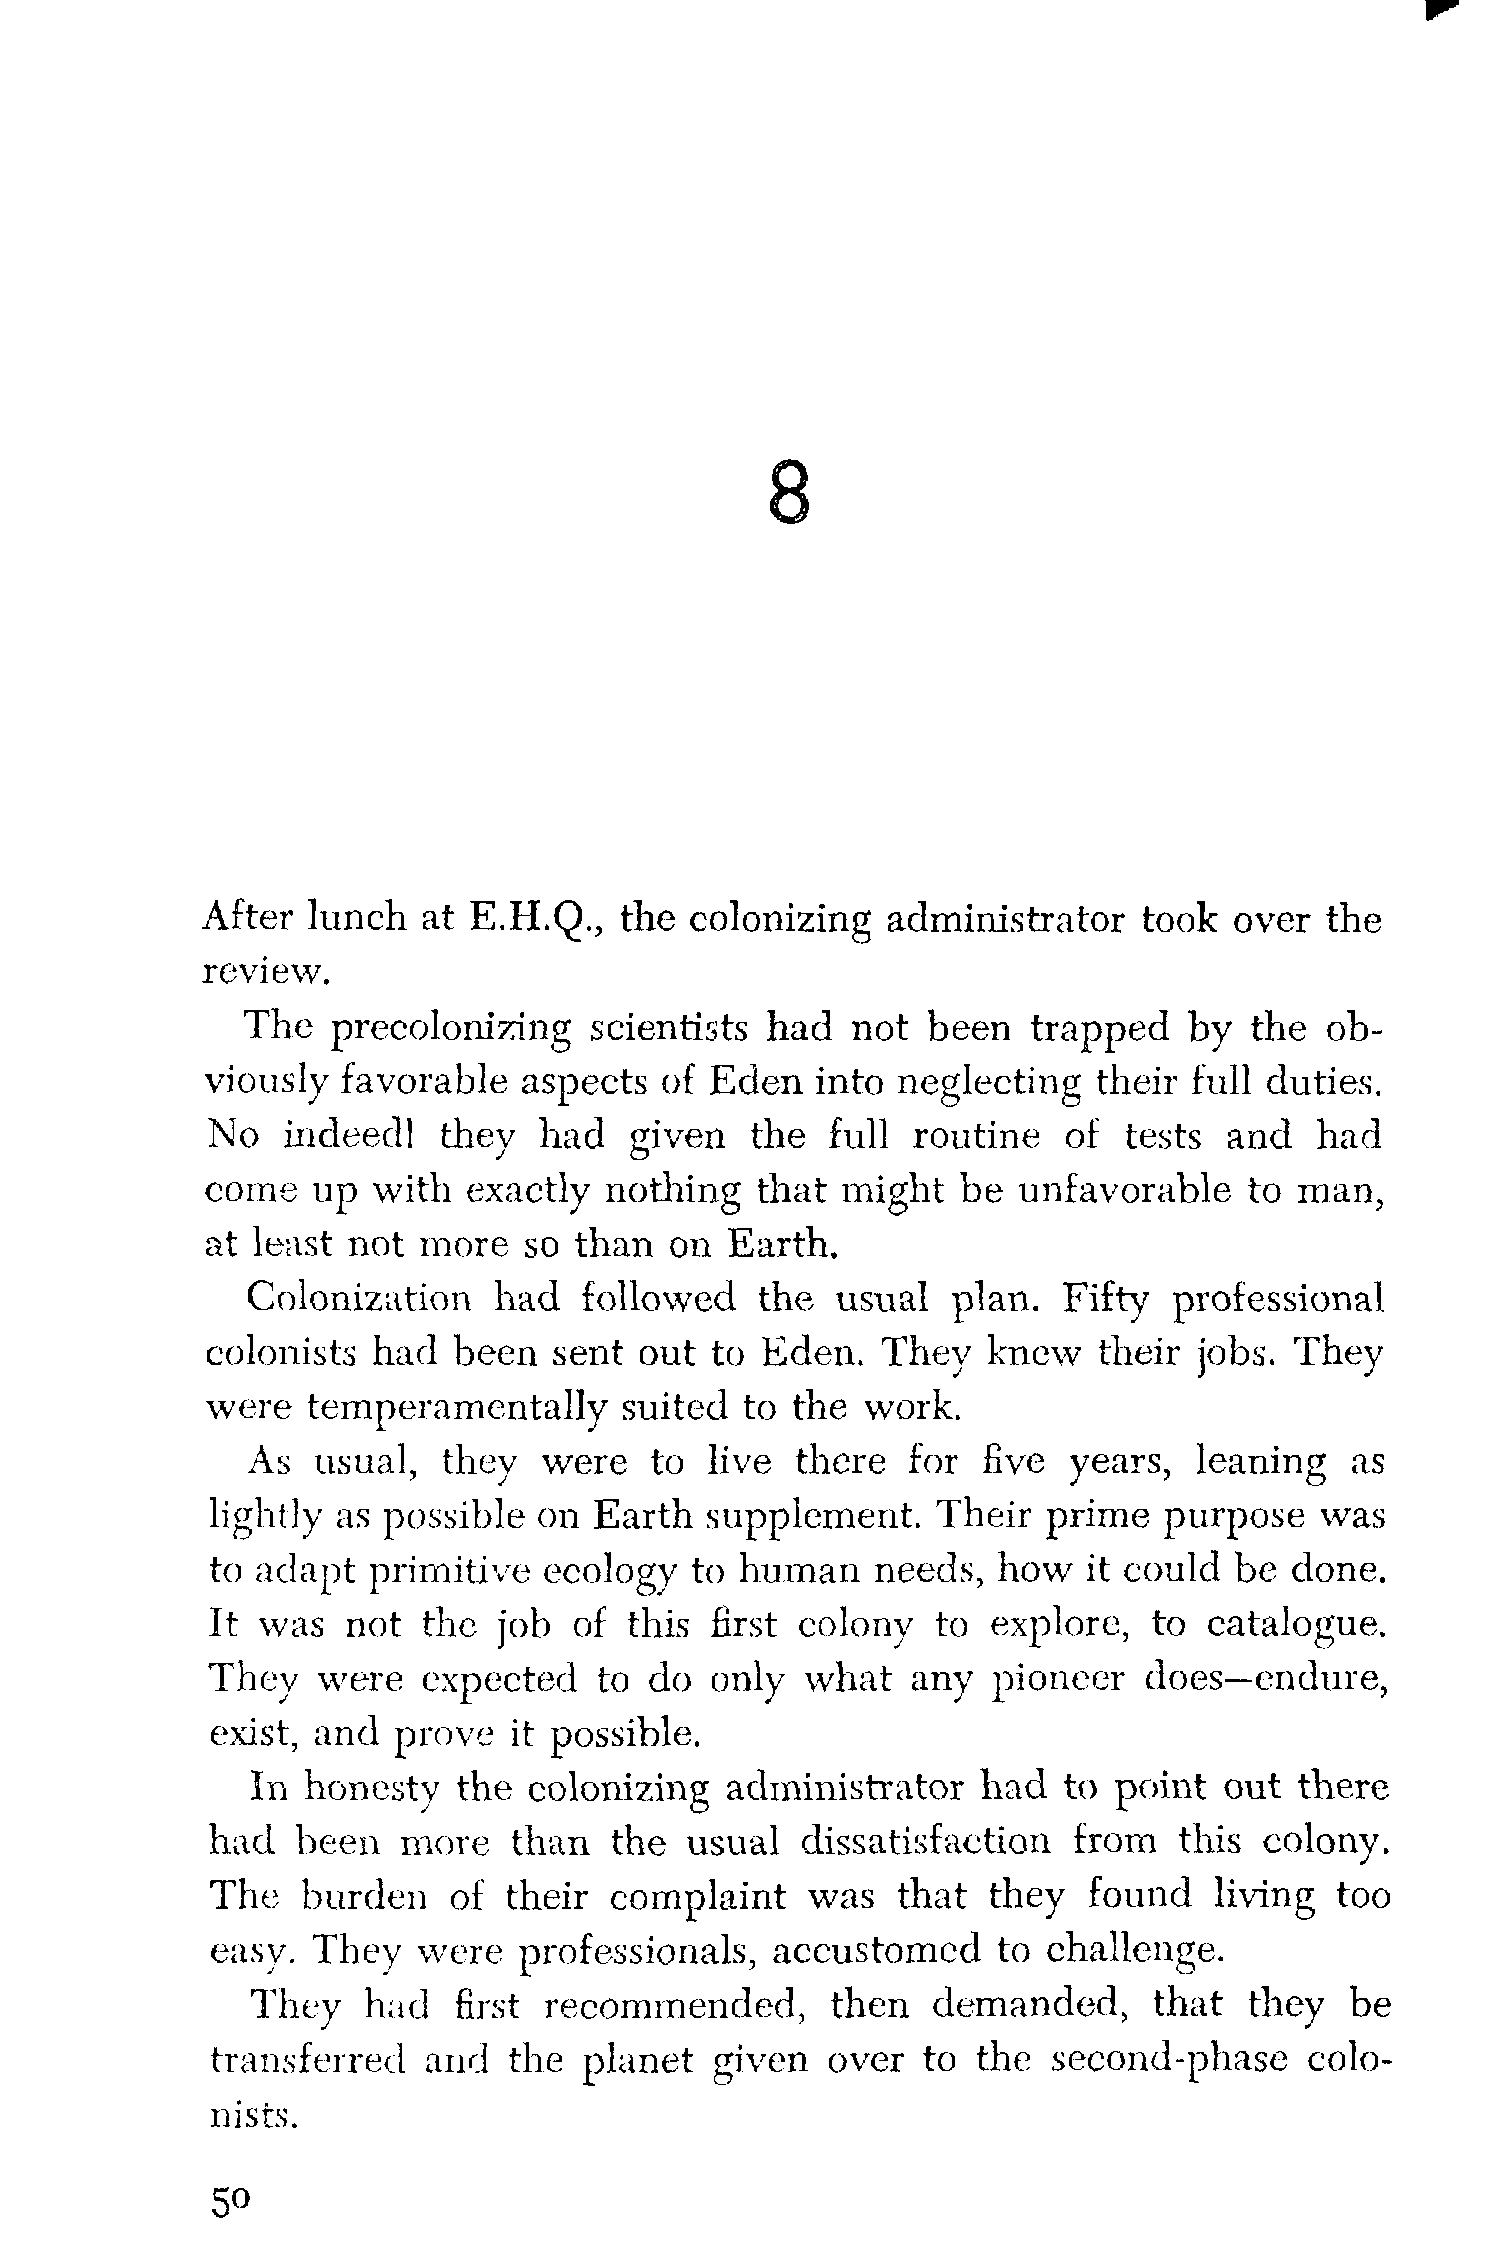 8
After lunch at E.H.Q., the colonizing administrator took over the
review.
The precolonizing scientists had not been trapped by the ob-
viously favorable aspects of Eden into neglecting their full duties.
No indeed! they had given the full routine of tests and had
come up with exactly nothing that might be unfavorable to man,
at least not more so than on Earth.
Colonization had followed the usual plan. Fifty professional
colonists had been sent out to Eden. They knew their jobs. They
were temperamentally suited to the work.
As usual, they were to live there for five years, leaning as
lightly as possible on Earth supplement. Their prime purpose was
to adapt primitive ecology to human needs, how it could be done.
It was not the job of this first colony to explore, to catalogue.
They were expected to do only what any pioneer does—endure,
exist, and prove it possible.
In honesty the colonizing administrator had to point out there
had been more than the usual dissatisfaction from this colony.
The burden of their complaint was that they found living too
easy. They were professionals, accustomed to challenge.
They had first recommended, then demanded, that they be
transferred and the planet given over to the second-phase colo-
nists.
50